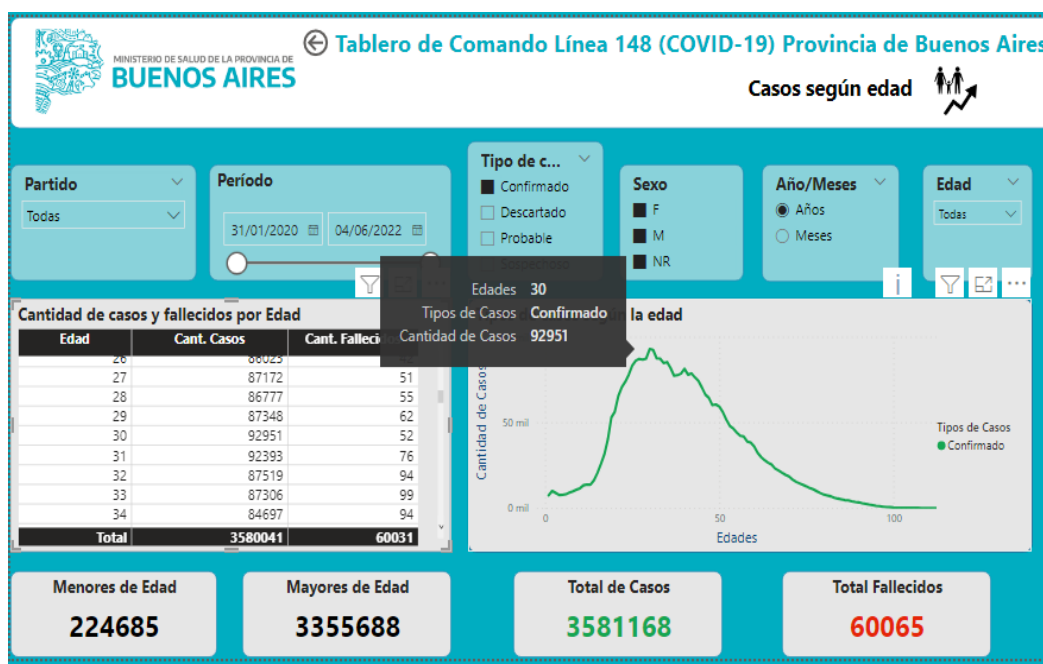 MINISTERIO DE SALUD DE LA PROVINCIA DE
BUENOS AIRES
Tablero de Comando Línea 148 (COVID-19) Provincia de Buenos Aires
Casos según edad
Partido
Todas
Período
31/01/2020
04/06/2022
Tipo de c...
Confirmado
Descartado
Probable
Sexo
F
M
NR
Año/Meses
Años
Meses
Edad
Todas
Edades 30
Tipos de Casos Confirmado
Cantidad de Casos 92951
Cantidad de casos y fallecidos por Edad
Edad Cant. Casos Cant. Falleci
26 86023
27 87172 51
28 86777 55
29 87348 62
30 92951 52
31 92393 76
32 87519 94
33 87306 99
34 84697 94
Total 3580041 60031
la edad
Cantidad de Casos
50 mil
0 mil
0 50 100
Edades
Tipos de Casos
Confirmado
Menores de Edad
224685
Mayores de Edad
3355688
Total de Casos
3581168
Total Fallecidos
60065